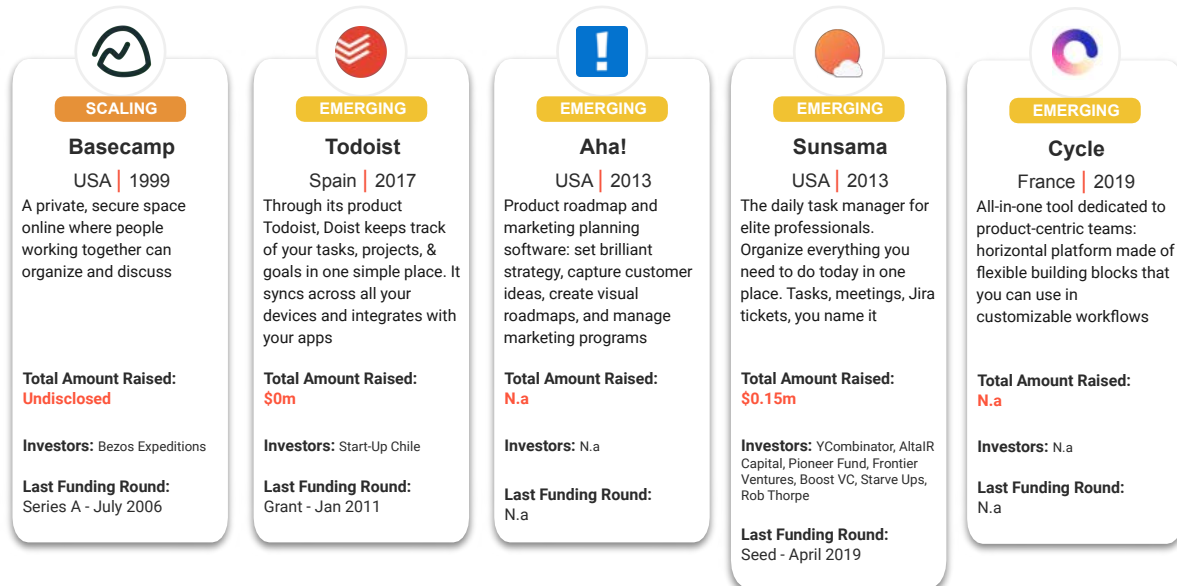 SCALING
Basecamp
USA | 1999
A private, secure space
online where people
working together can
organize and discuss
Total Amount Raised:
Undisclosed
Investors: Bezos Expeditions
Last Funding Round:
Series A - July 2006
EMERGING
Todoist
Spain | 2017
Through its product
Todoist, Doist keeps track
of your tasks, projects, &
goals in one simple place. It
syncs across all your
devices and integrates with
your apps
Total Amount Raised:
$0m
Investors: Start-Up Chile
Last Funding Round:
Grant - Jan 2011
EMERGING
Aha!
USA | 2013
Product roadmap and
marketing planning
software: set brilliant
strategy, capture customer
ideas, create visual
roadmaps, and manage
marketing programs
Total Amount Raised:
N.a
Investors: N.a
Last Funding Round:
N.a
EMERGING
Sunsama
USA | 2013
The daily task manager for
elite professionals.
Organize everything you
need to do today in one
place. Tasks, meetings, Jira
tickets, you name it
Total Amount Raised:
$0.15m
Investors: YCombinator, AltaIR
Capital, Pioneer Fund, Frontier
Ventures, Boost VC, Starve Ups,
Rob Thorpe
Last Funding Round:
Seed - April 2019
EMERGING
Cycle
France | 2019
All-in-one tool dedicated to
product-centric teams:
horizontal platform made of
flexible building blocks that
you can use in
customizable workflows
Total Amount Raised:
N.a
Investors: N.a
Last Funding Round:
N.a